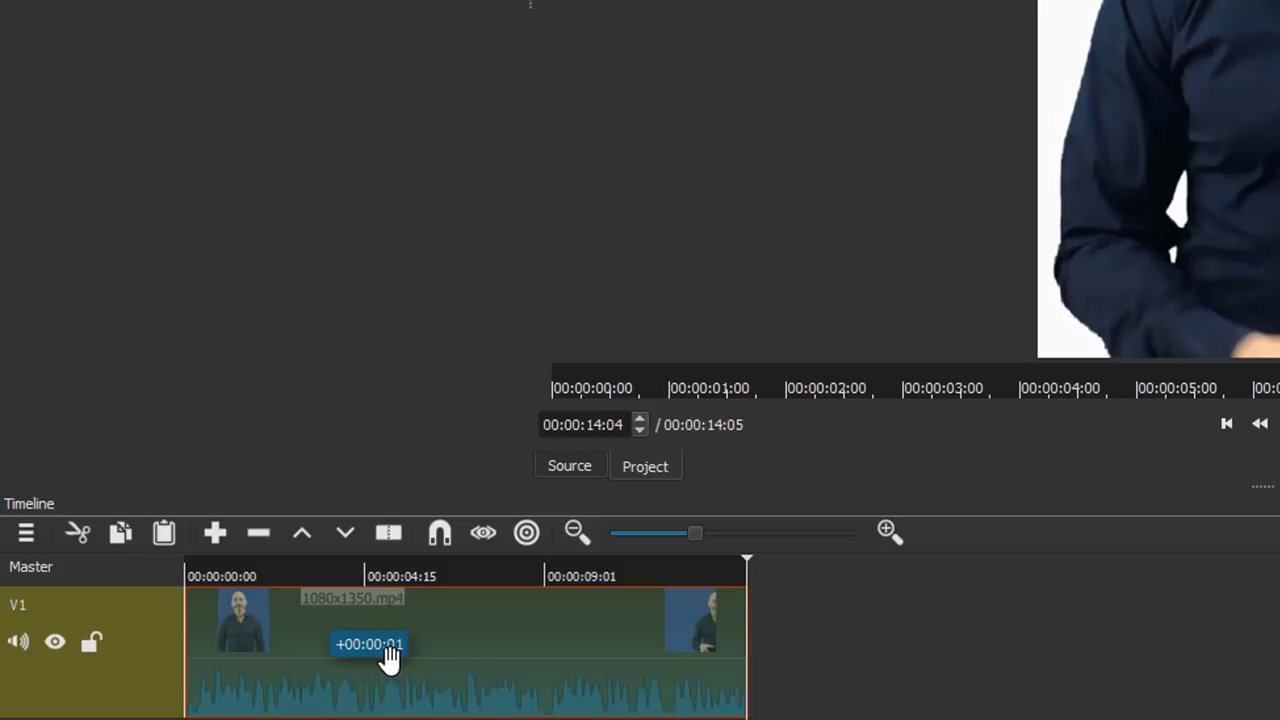 00:00:00:00 00:00:01:00 00:00:02:00 00:00:03:00 00:00:04:00 00:00:05:00 00:0
00:00:14:04 / 00:00:14:05
Source Project
Timeline
Master
00:00:00:00 00:00:04:15 00:00:09:01
V1
1080x1350.mp4
+00:00:01